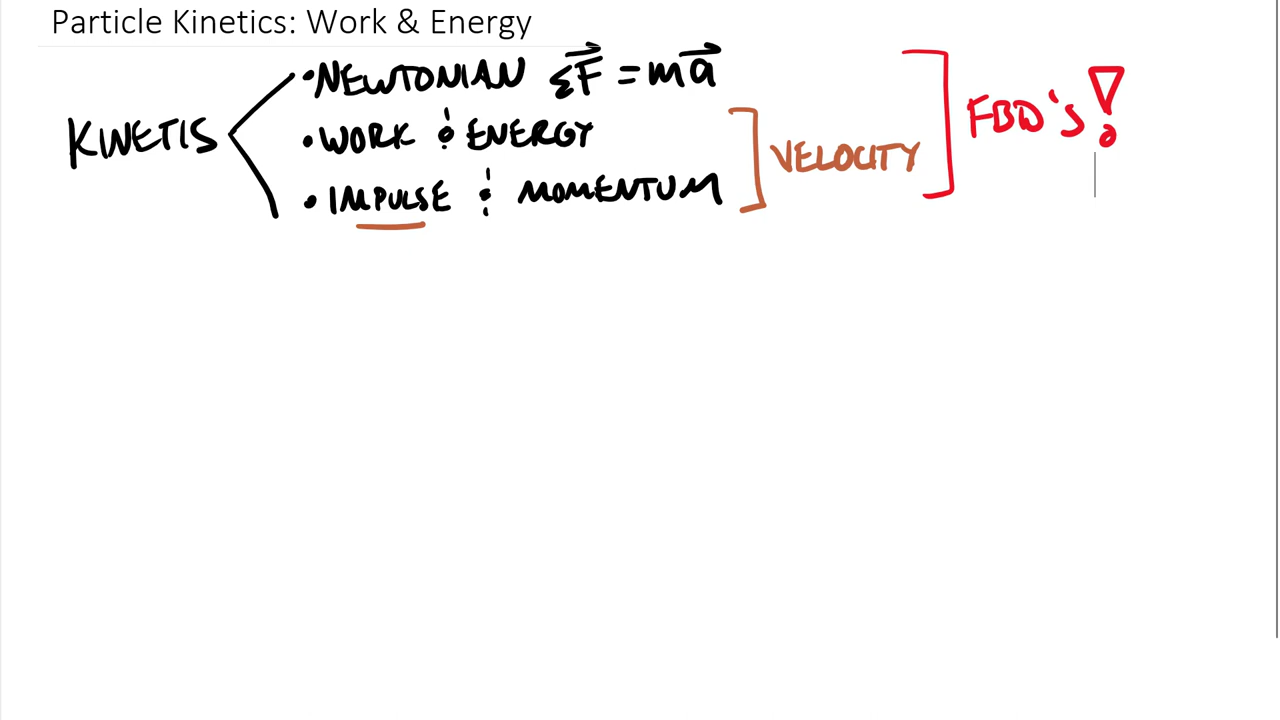 Particle Kinetics: Work & Energy
• NEWTONIAN ΣF⃗ = ma⃗
KINETIS
• WORK & ENERGY
• IMPULSE & MOMENTUM
VELOCITY
FBD's!